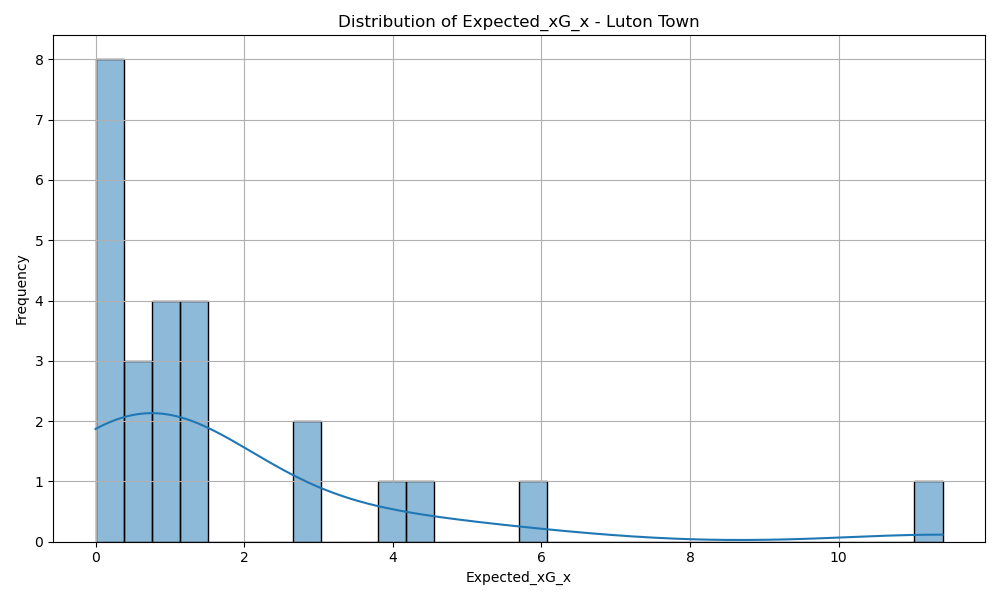 Distribution of Expected_xG_x - Luton Town
8
7
6
5
4
3
2
1
0
Frequency
0 2 4 6 8 10
Expected_xG_x